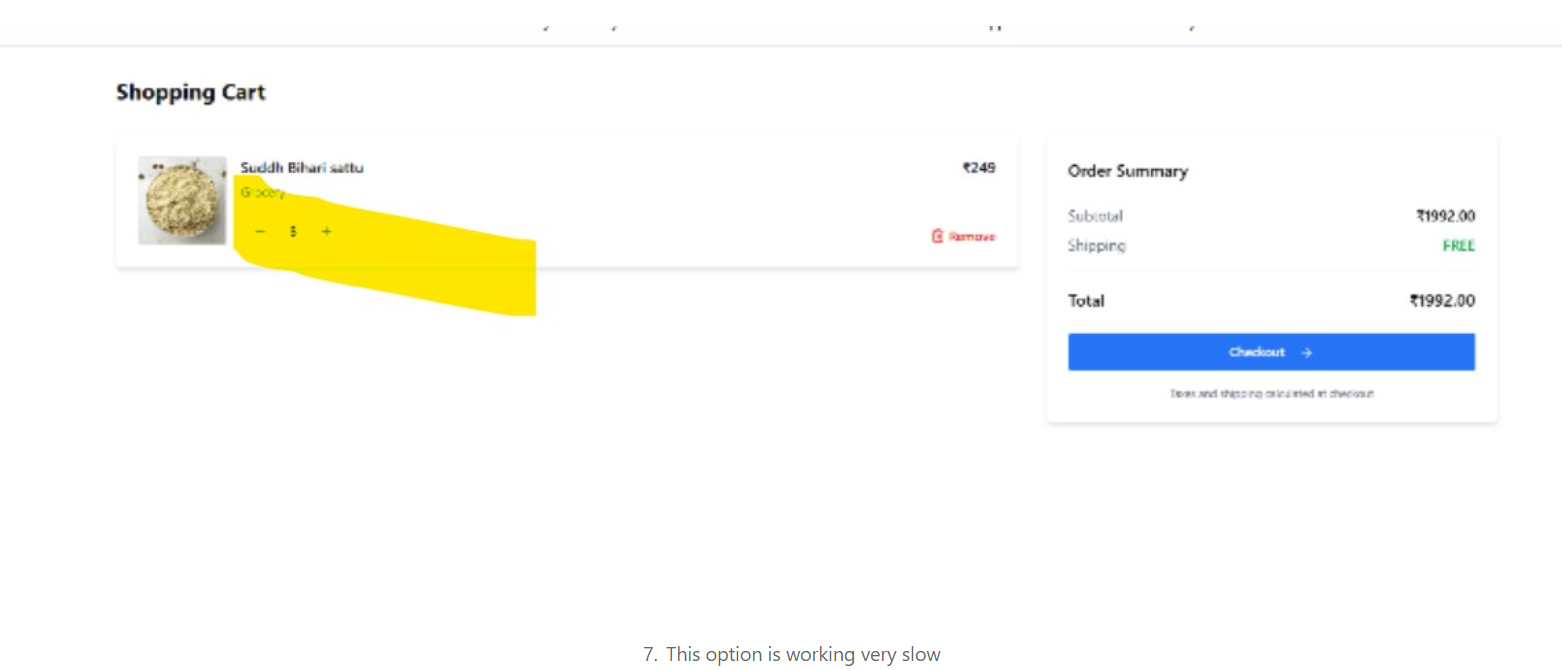 Shopping Cart
Suddh Bihari sattu
₹249
Grocery
− +
Remove
Order Summary
Subtotal ₹1992.00
Shipping FREE
Total ₹1992.00
Checkout →
Taxes and shipping calculated at checkout
7. This option is working very slow